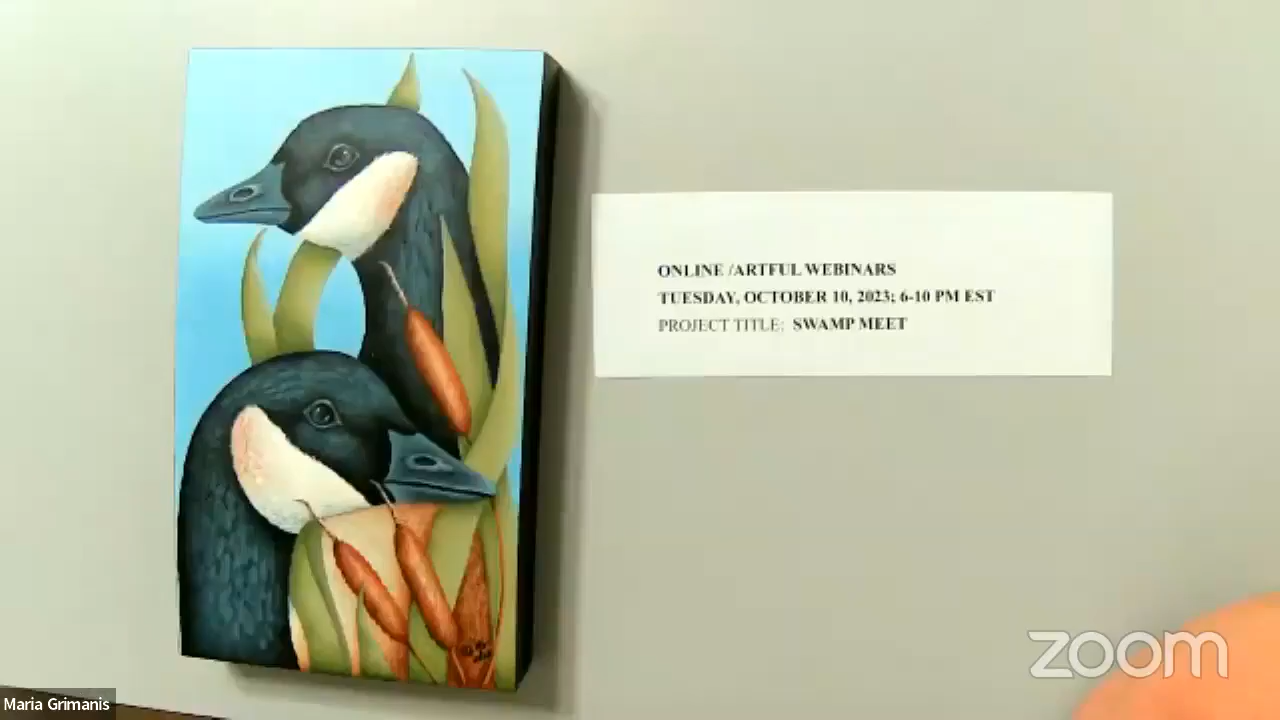 ONLINE /ARTFUL WEBINARS
TUESDAY, OCTOBER 10, 2023; 6-10 PM EST
PROJECT TITLE: SWAMP MEET
zoom
Maria Grimanis